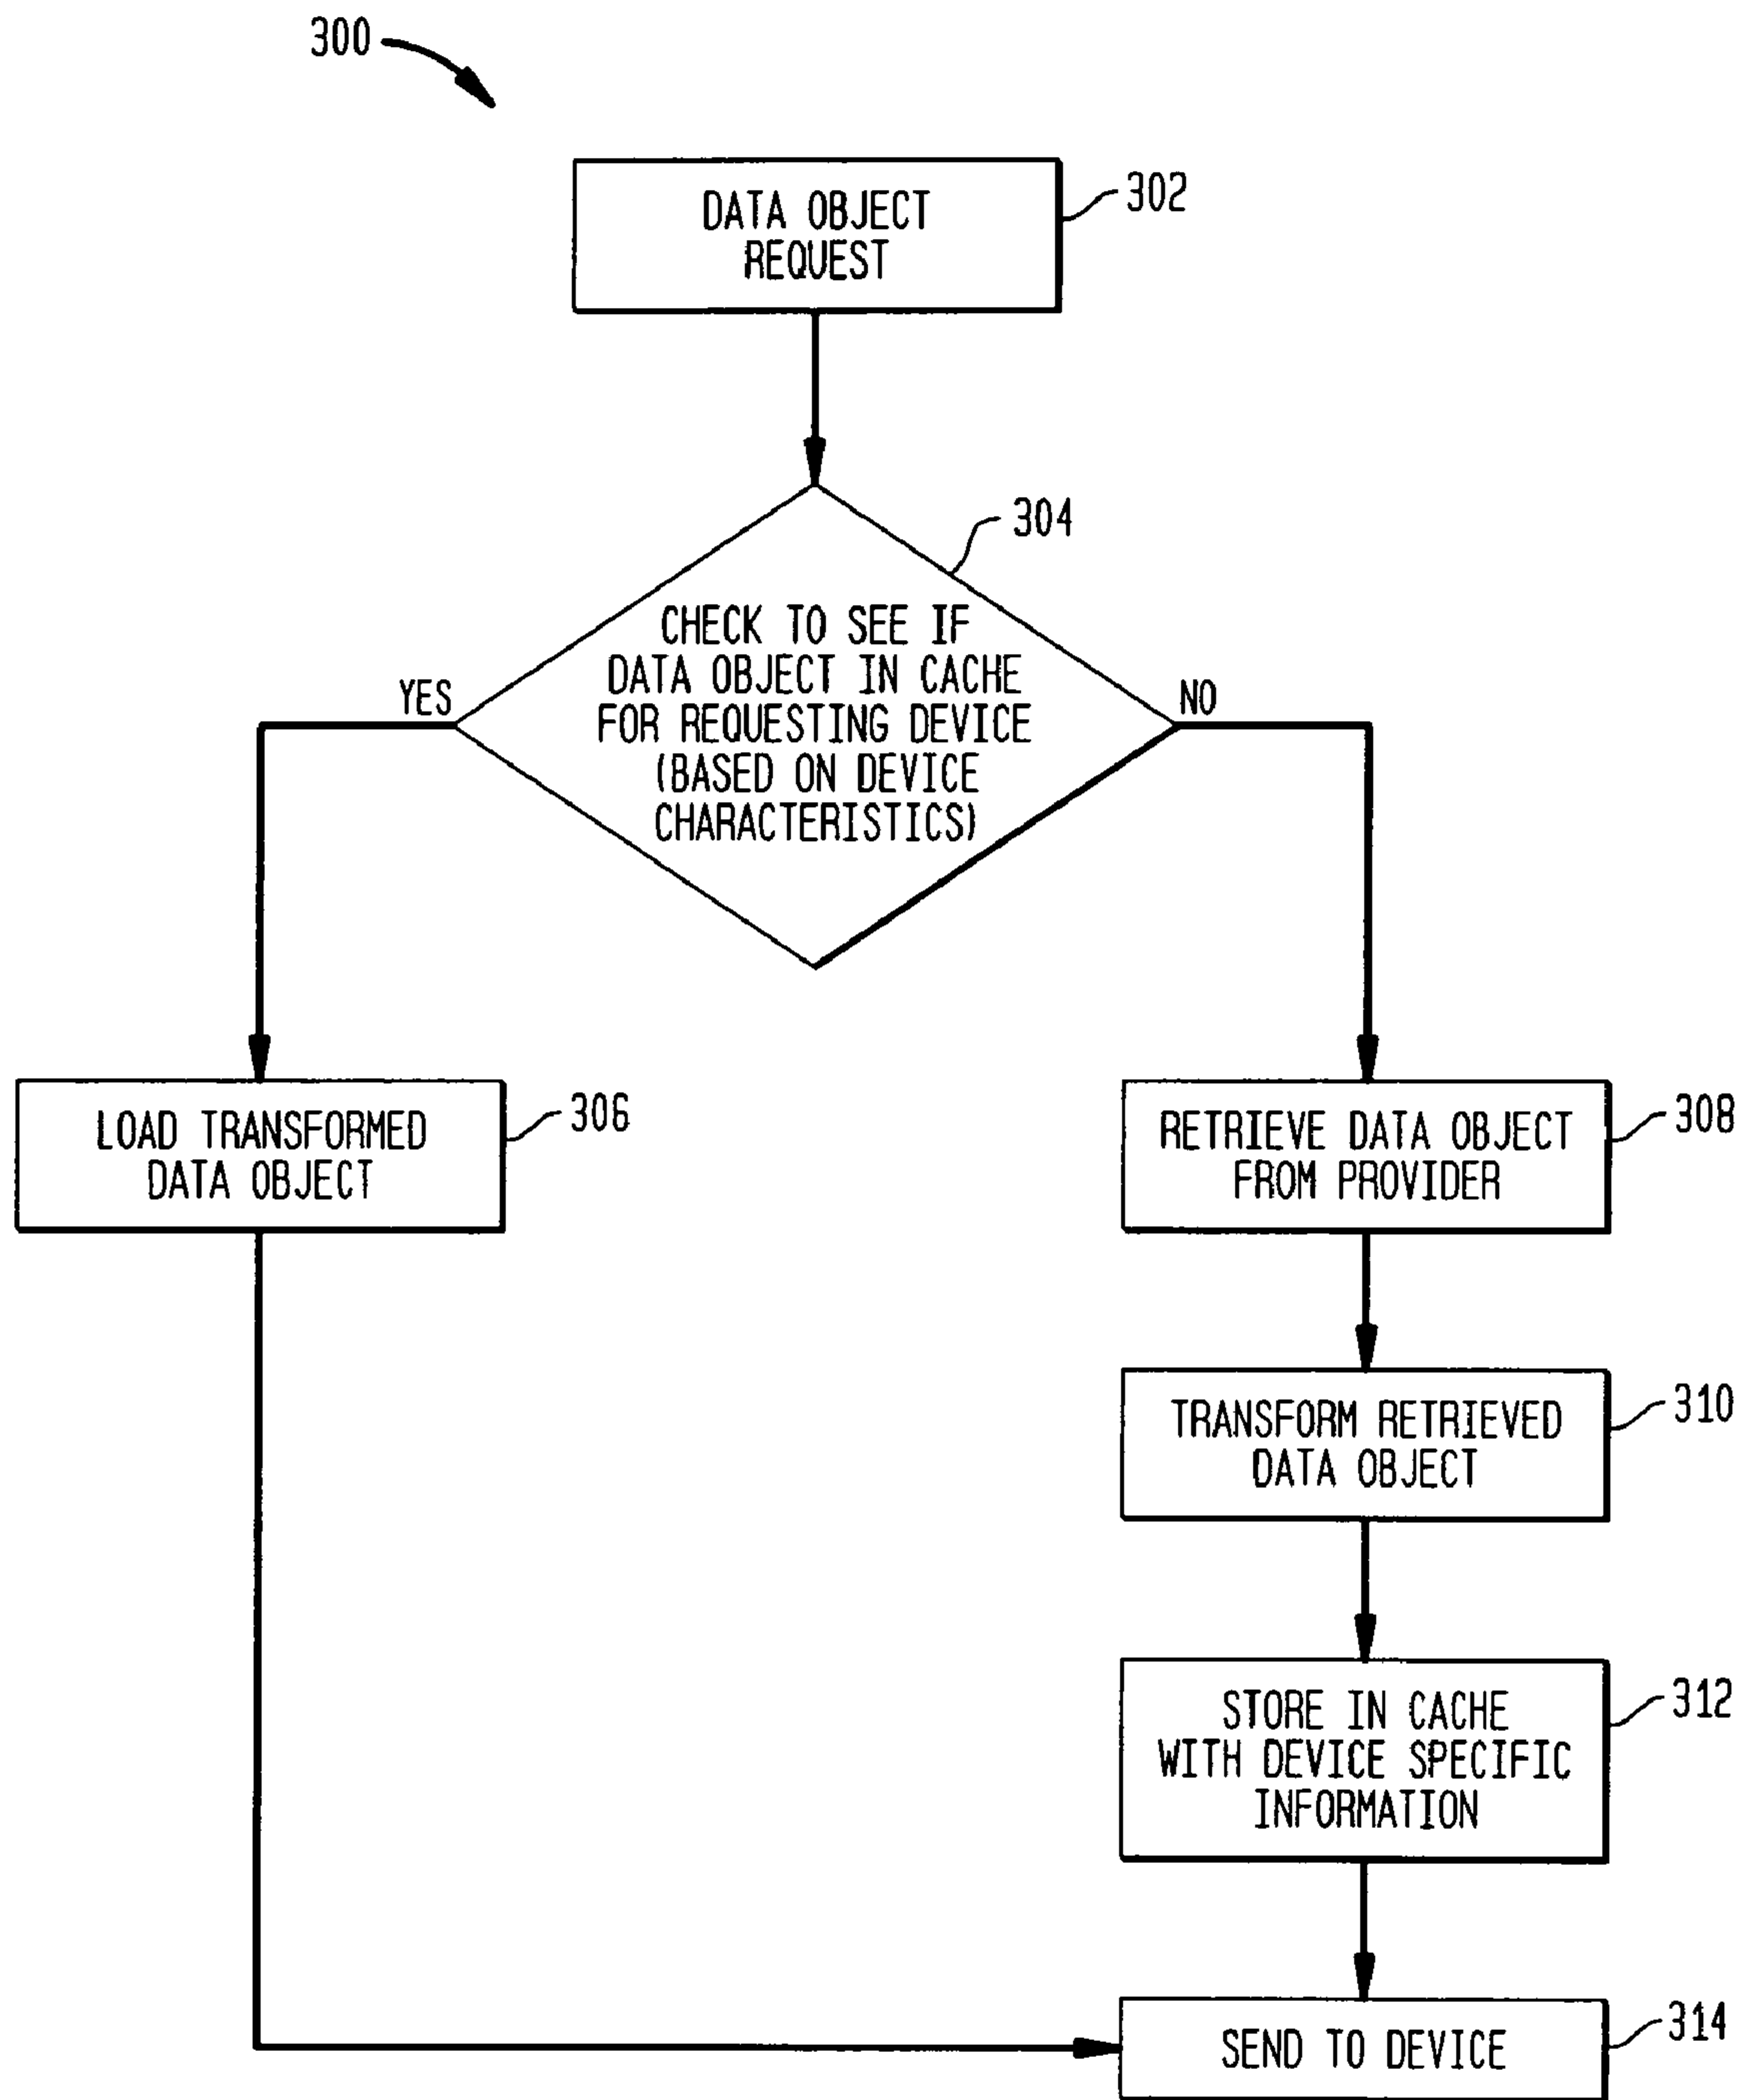 300
DATA OBJECT
REQUEST
302
304
CHECK TO SEE IF
DATA OBJECT IN CACHE
FOR REQUESTING DEVICE
(BASED ON DEVICE
CHARACTERISTICS)
YES
NO
LOAD TRANSFORMED
DATA OBJECT
306
RETRIEVE DATA OBJECT
FROM PROVIDER
308
TRANSFORM RETRIEVED
DATA OBJECT
310
STORE IN CACHE
WITH DEVICE SPECIFIC
INFORMATION
312
SEND TO DEVICE
314